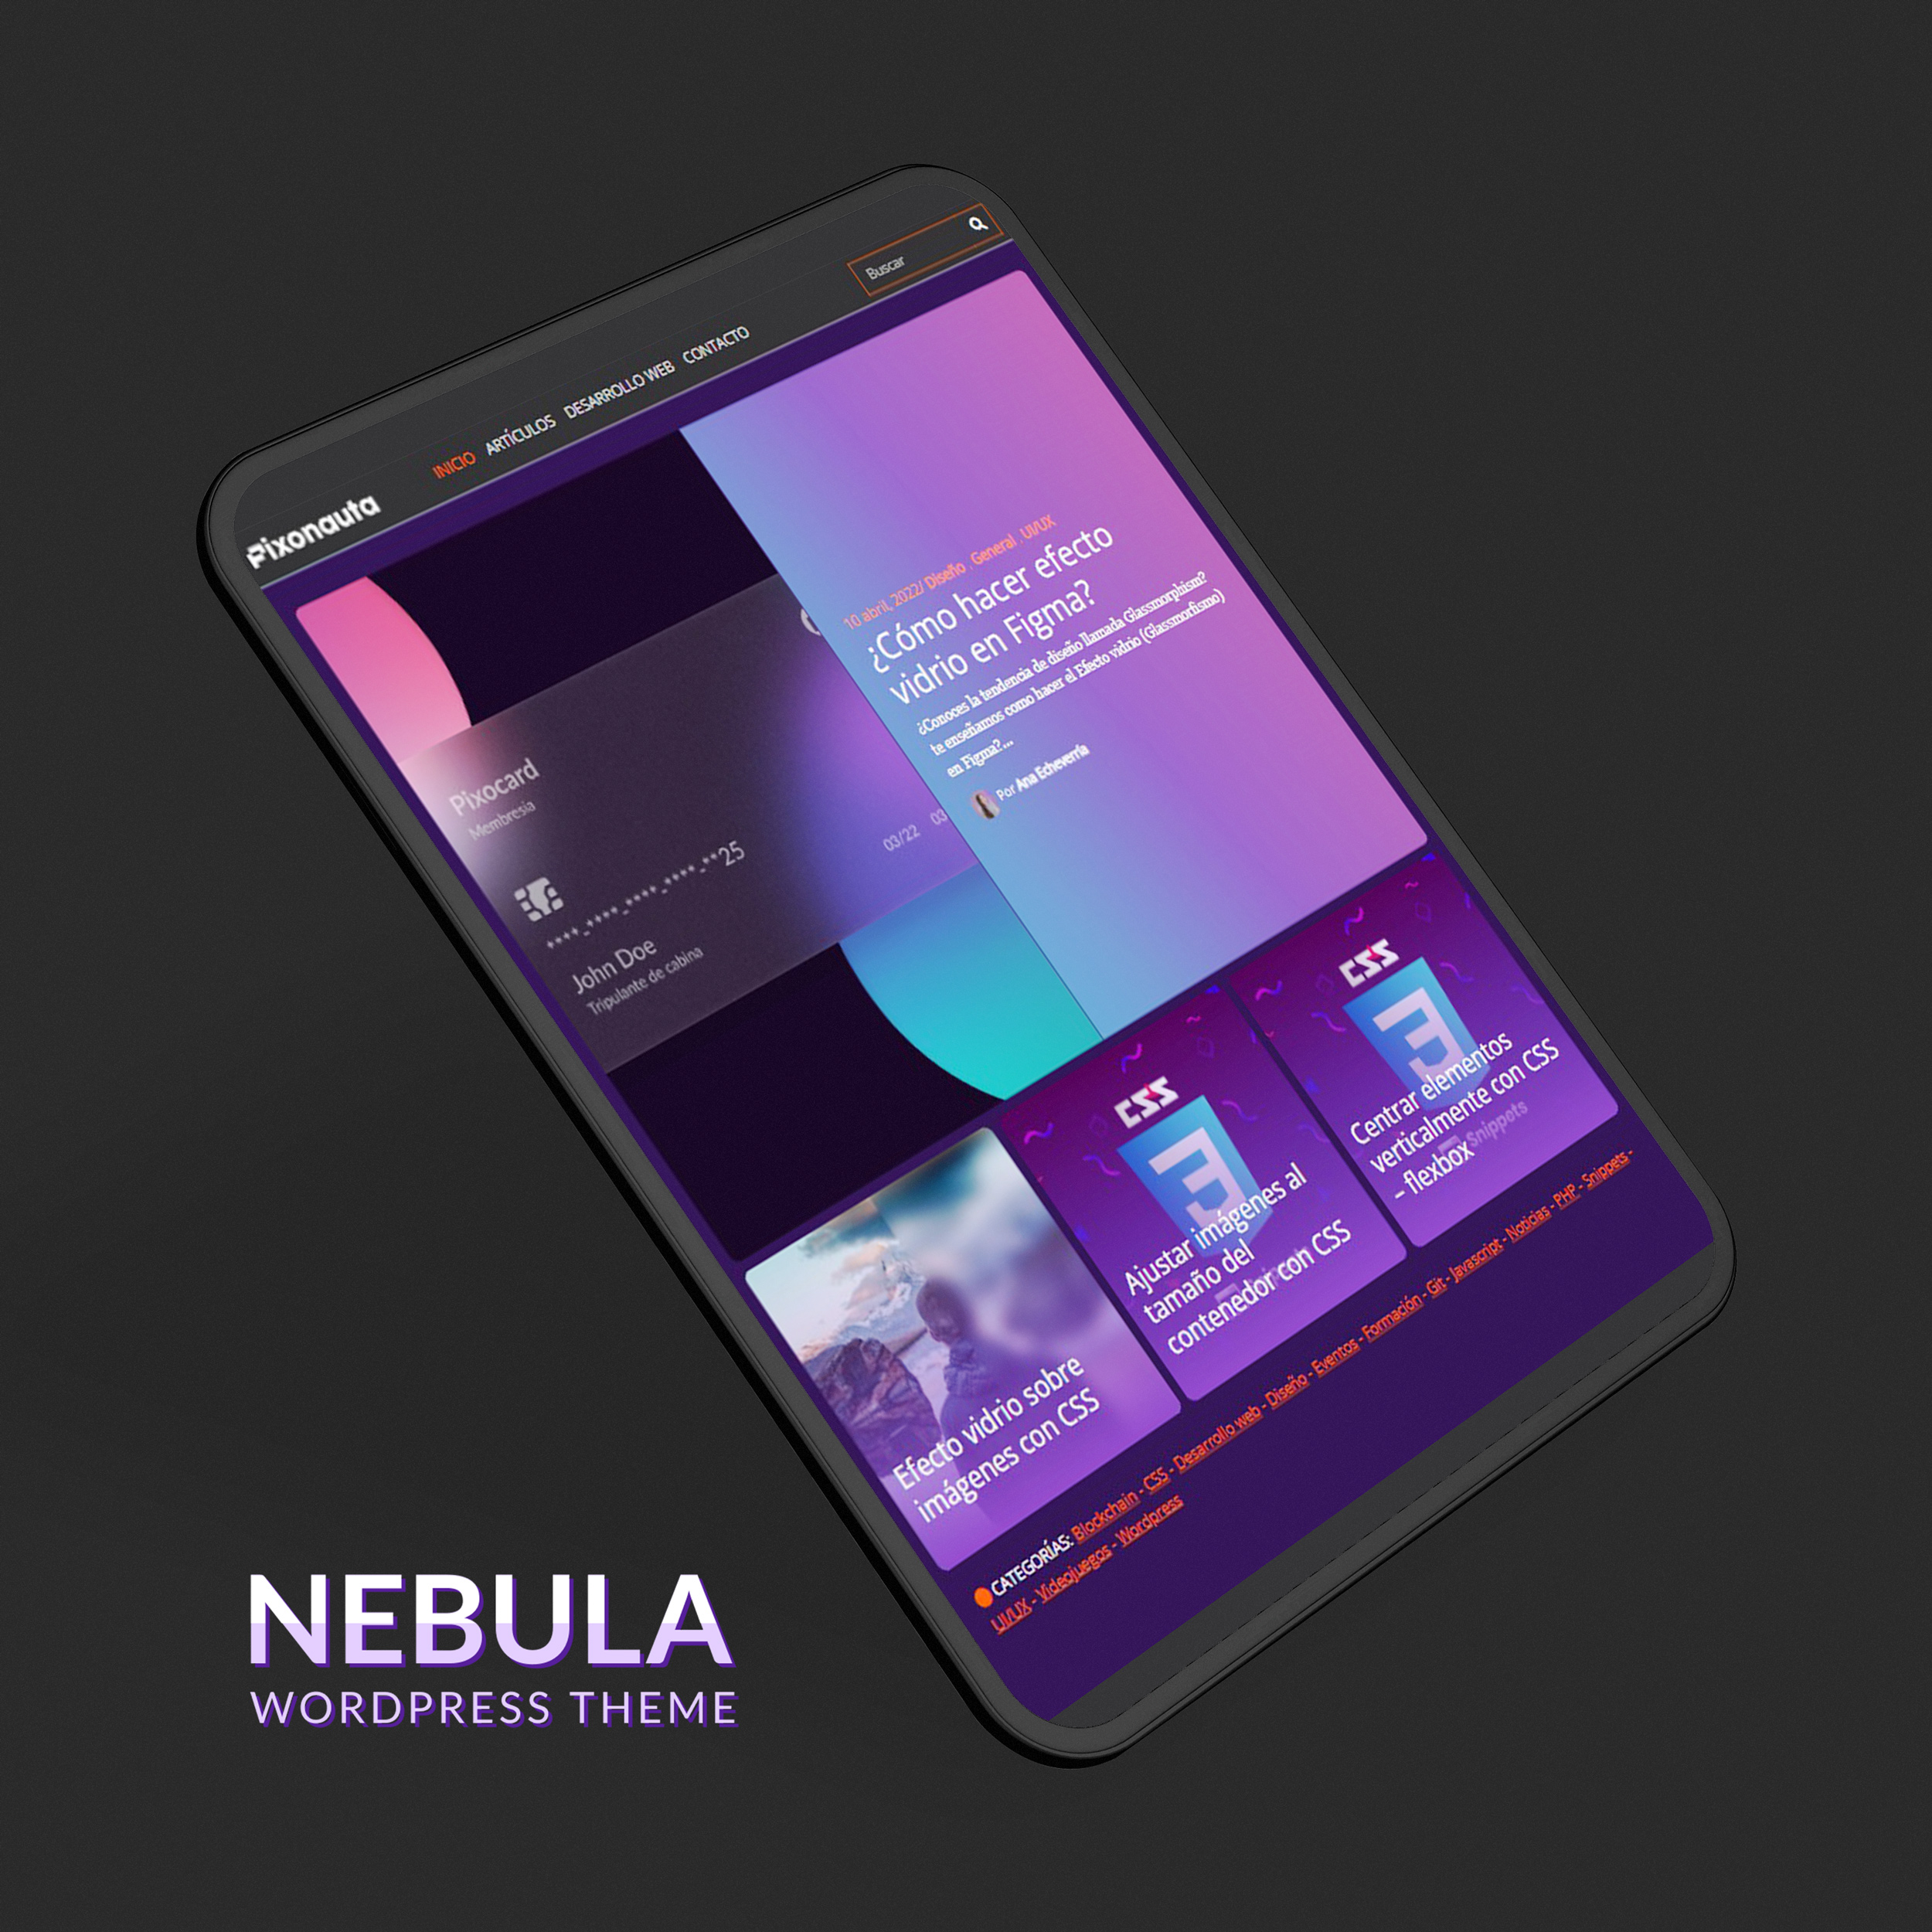 Buscar
Pixonauta
INICIO ARTÍCULOS DESARROLLO WEB CONTACTO
Pixocard
Membresia
****_****_****_****_**25
03/22 03
John Doe
Tripulante de cabina
10 abril, 2022/ Diseño , General , UI/UX
¿Cómo hacer efecto
vidrio en Figma?
¿Conoces la tendencia de diseño llamada Glassmorphism?
te enseñamos como hacer el Efecto vidrio (Glassmorfismo)
en Figma?...
Por Ana Echeverría
Efecto vidrio sobre
imágenes con CSS
CSS
3
Ajustar imágenes al
tamaño del
contenedor con CSS
CSS
3
Centrar elementos
verticalmente con CSS
– flexbox
Snippets
CATEGORÍAS: Blockchain - CSS - Desarrollo web - Diseño - Eventos - Formación - Git - Javascript - Noticias - PHP - Snippets -
UI/UX - Videojuegos - Wordpress
NEBULA
WORDPRESS THEME